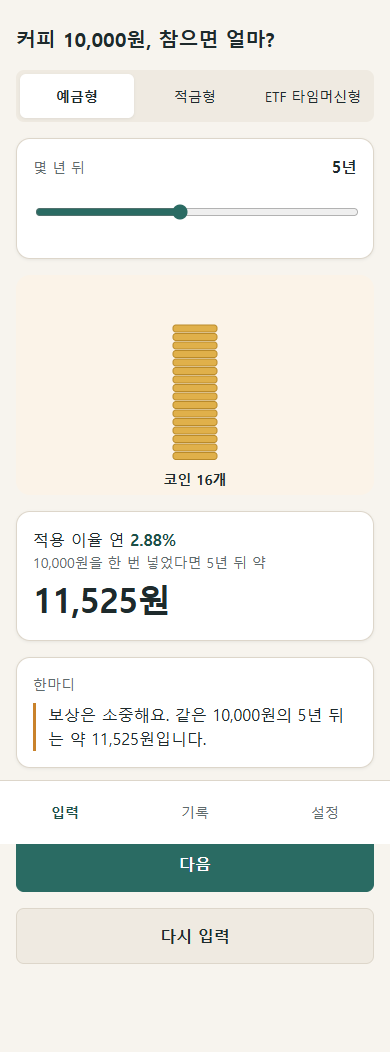 커피 10,000원, 참으면 얼마?
예금형 적금형 ETF 타임머신형
몇 년 뒤 5년
코인 16개
적용 이율 연 2.88%
10,000원을 한 번 넣었다면 5년 뒤 약
11,525원
한마디
보상은 소중해요. 같은 10,000원의 5년 뒤
는 약 11,525원입니다.
입력 기록 설정
다음
다시 입력